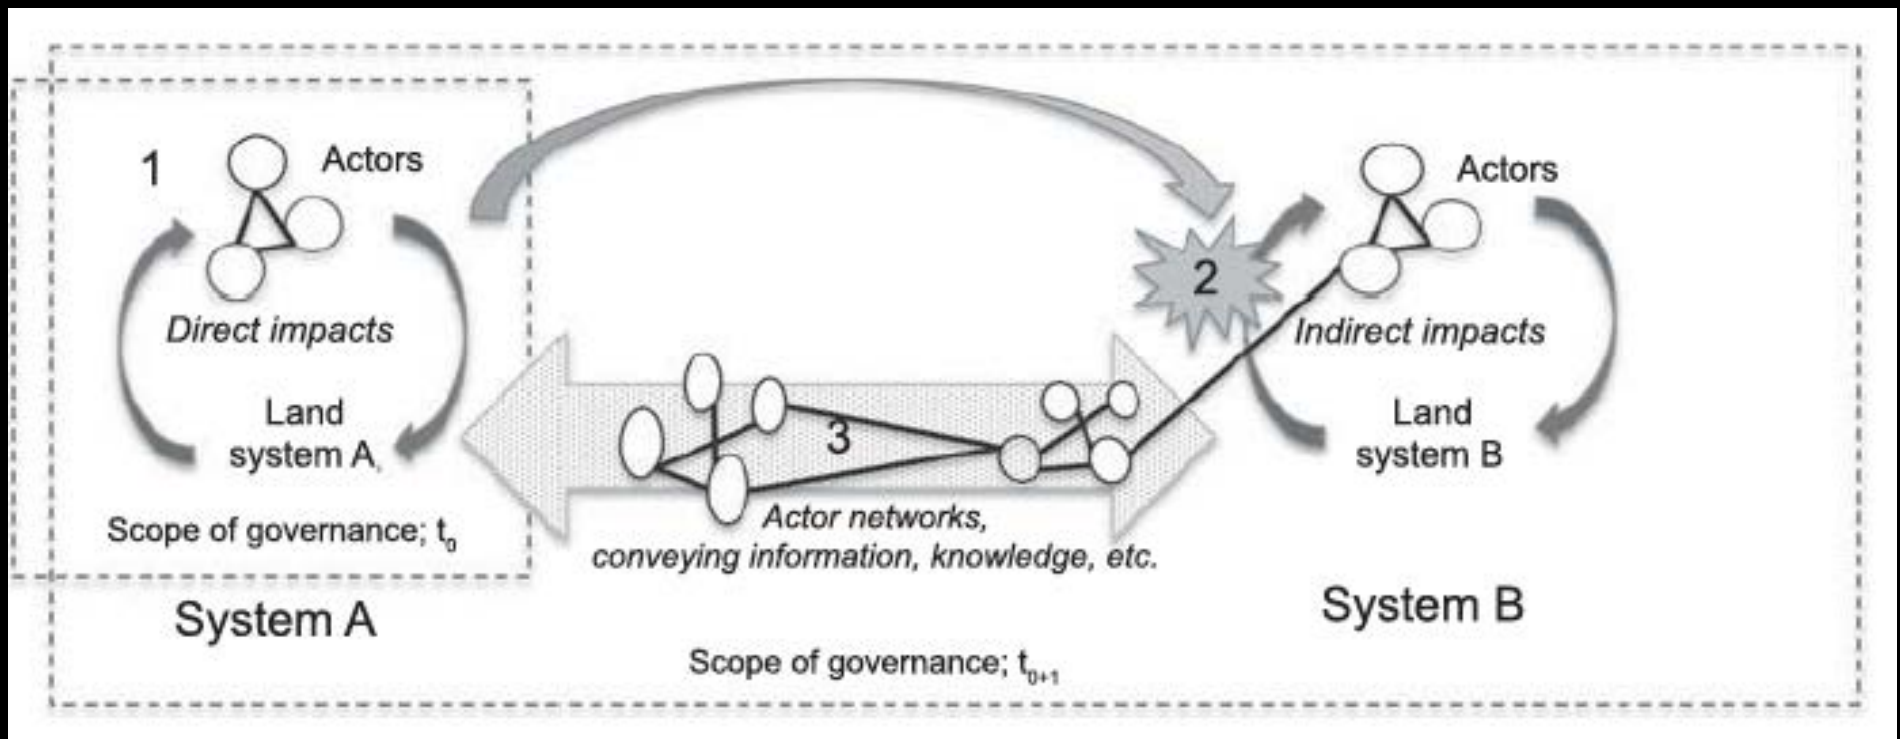 1
Actors
Direct impacts
Land
system A
Scope of governance; t0
System A
2
3
Actor networks,
conveying information, knowledge, etc.
Actors
Indirect impacts
Land
system B
System B
Scope of governance; t0+1